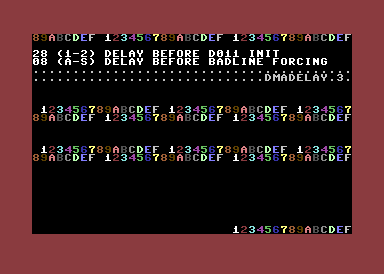 89ABCDEF 123456789ABCDEF 123456789ABCDEF
28 (1-2) DELAY BEFORE D011 INIT
08 (A-S) DELAY BEFORE BADLINE FORCING
.............................DMADELAY.3.
123456789ABCDEF 123456789ABCDEF 1234567
89ABCDEF 123456789ABCDEF 123456789ABCDEF
123456789ABCDEF 123456789ABCDEF 1234567
89ABCDEF 123456789ABCDEF 123456789ABCDEF
123456789ABCDEF